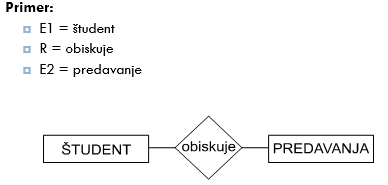 Primer:
E1 = študent
R = obiskuje
E2 = predavanje
ŠTUDENT obiskuje PREDAVANJA